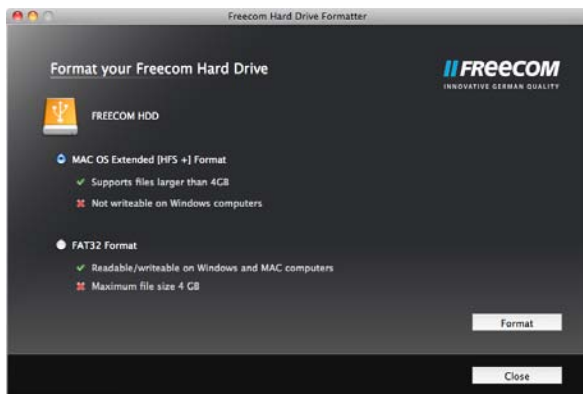 Freecom Hard Drive Formatter
Format your Freecom Hard Drive
FREECOM
INNOVATIVE GERMAN QUALITY
FREECOM HDD
MAC OS Extended [HFS +] Format
Supports files larger than 4GB
Not writeable on Windows computers
FAT32 Format
Readable/writeable on Windows and MAC computers
Maximum file size 4 GB
Format
Close